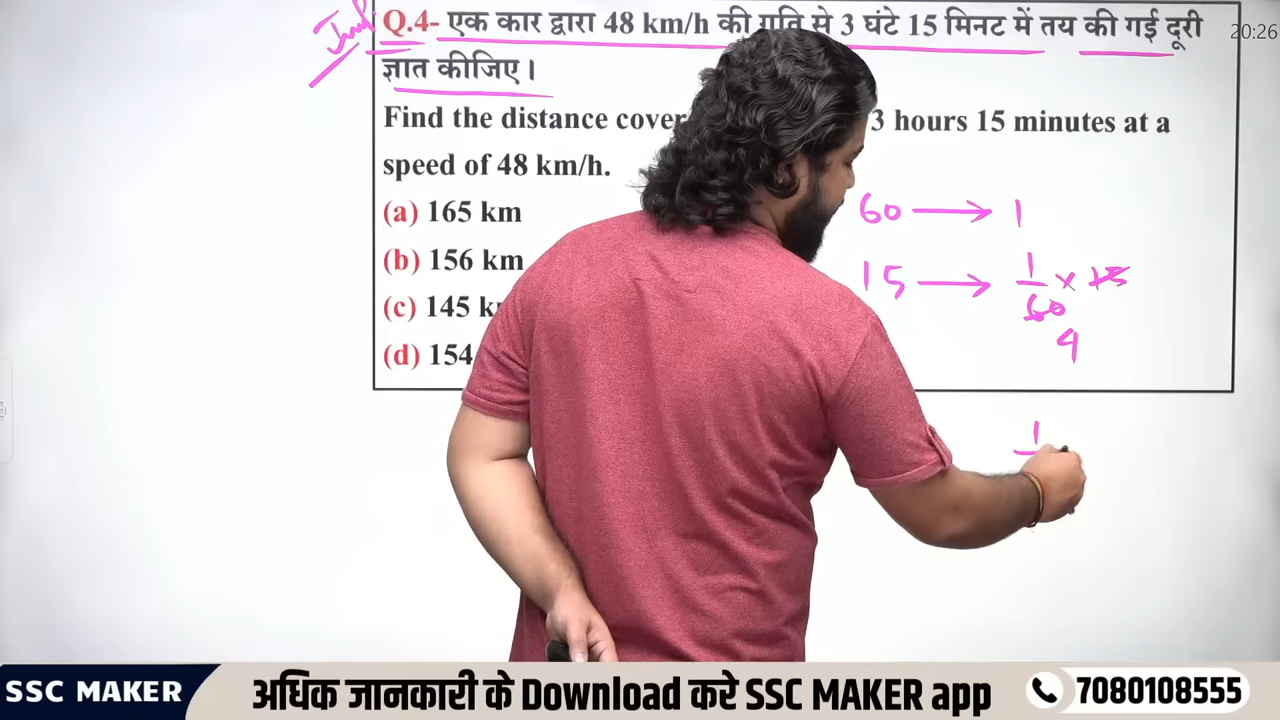 Q.4- एक कार द्वारा 48 km/h की गति से 3 घंटे 15 मिनट में तय की गई दूरी
20:26
ज्ञात कीजिए।
Find the distance cover 3 hours 15 minutes at a
speed of 48 km/h.
(a) 165 km
60 → 1
(b) 156 km
15 → 1/60 × 15
4
(c) 145 k
(d) 154
1
SSC MAKER
अधिक जानकारी के Download करे SSC MAKER app
7080108555